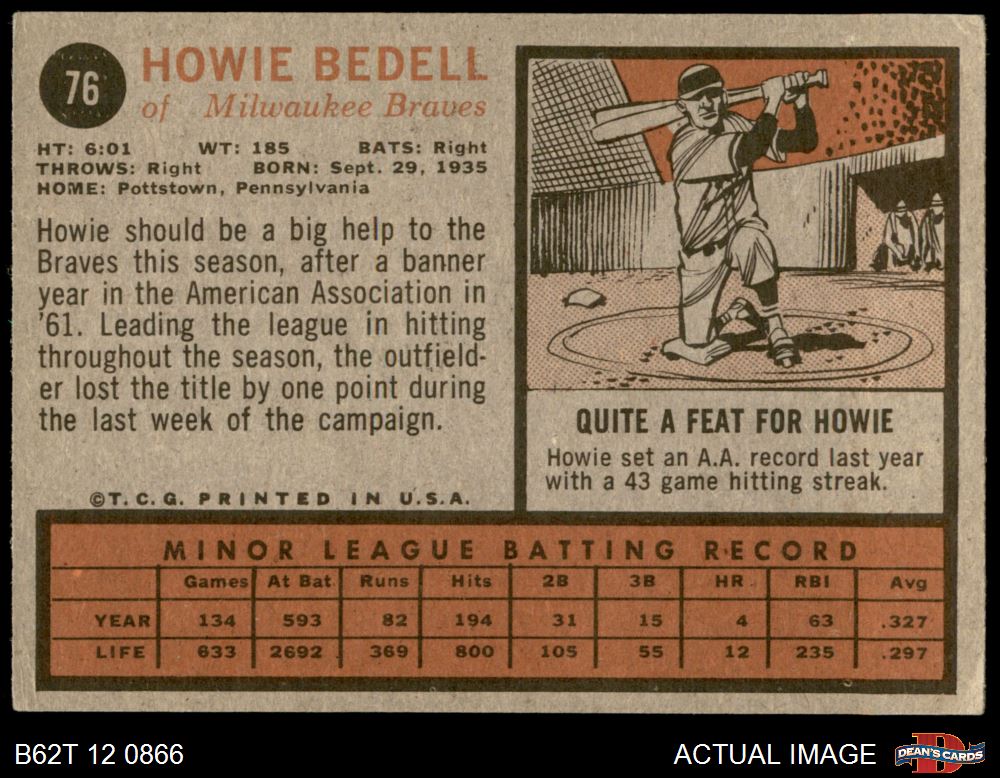 76
HOWIE BEDELL
of Milwaukee Braves
HT: 6:01 WT: 185 BATS: Right
THROWS: Right BORN: Sept. 29, 1935
HOME: Pottstown, Pennsylvania
Howie should be a big help to the
Braves this season, after a banner
year in the American Association in
'61. Leading the league in hitting
throughout the season, the outfield-
er lost the title by one point during
the last week of the campaign.
©T.C.G. PRINTED IN U.S.A.
QUITE A FEAT FOR HOWIE
Howie set an A.A. record last year
with a 43 game hitting streak.
MINOR LEAGUE BATTING RECORD
Games At Bat Runs Hits 2B 3B HR RBI Avg
YEAR 134 593 82 194 31 15 4 63 .327
LIFE 633 2692 369 800 105 55 12 235 .297
B62T 12 0866
ACTUAL IMAGE
DEAN'S CARDS